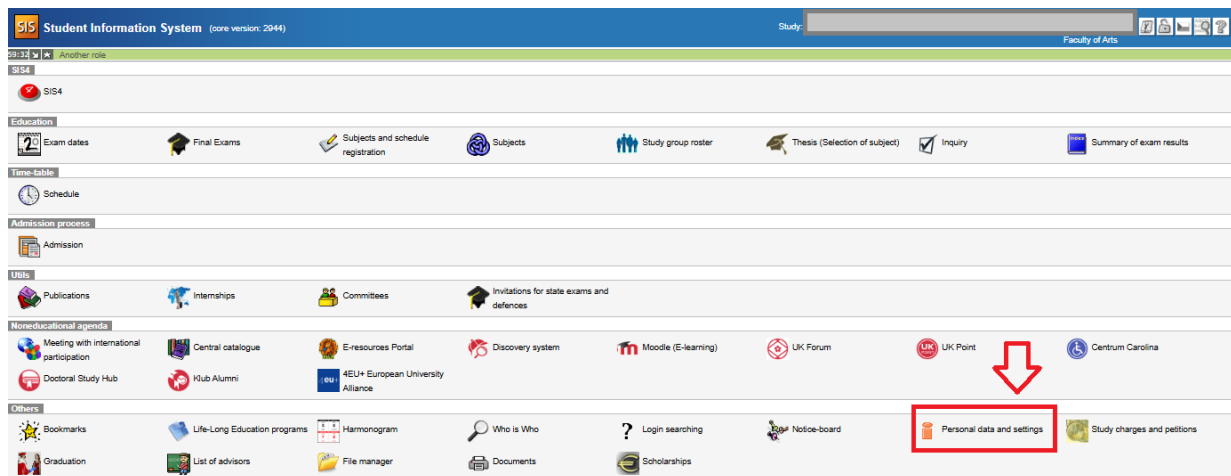 SIS Student Information System (core version: 2944) Study:
Faculty of Arts
59:32 Another role
SIS4
SIS4
Education
Exam dates
Final Exams
Subjects and schedule
registration
Subjects
Study group roster
Thesis (Selection of subject)
Inquiry
Summary of exam results
Time-table
Schedule
Admission process
Admission
Utils
Publications
Internships
Committees
Invitations for state exams and
defences
Noneducational agenda
Meeting with international
participation
Central catalogue
E-resources Portal
Discovery system
Moodle (E-learning)
UK Forum
UK Point
Centrum Carolina
Doctoral Study Hub
Klub Alumni
4EU+ European University
Alliance
Others
Bookmarks
Life-Long Education programs
Harmonogram
Who is Who
Login searching
Notice-board
Personal data and settings
Study charges and petitions
Graduation
List of advisors
File manager
Documents
Scholarships